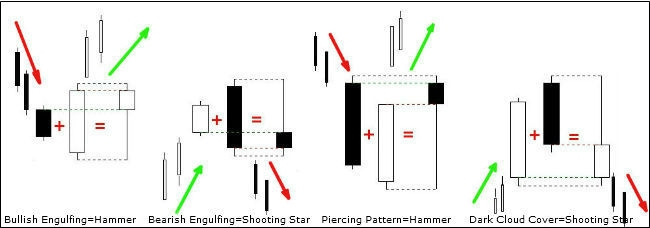 + =
+ =
+ =
+ =
Bullish Engulfing=Hammer
Bearish Engulfing=Shooting Star
Piercing Pattern=Hammer
Dark Cloud Cover=Shooting Star